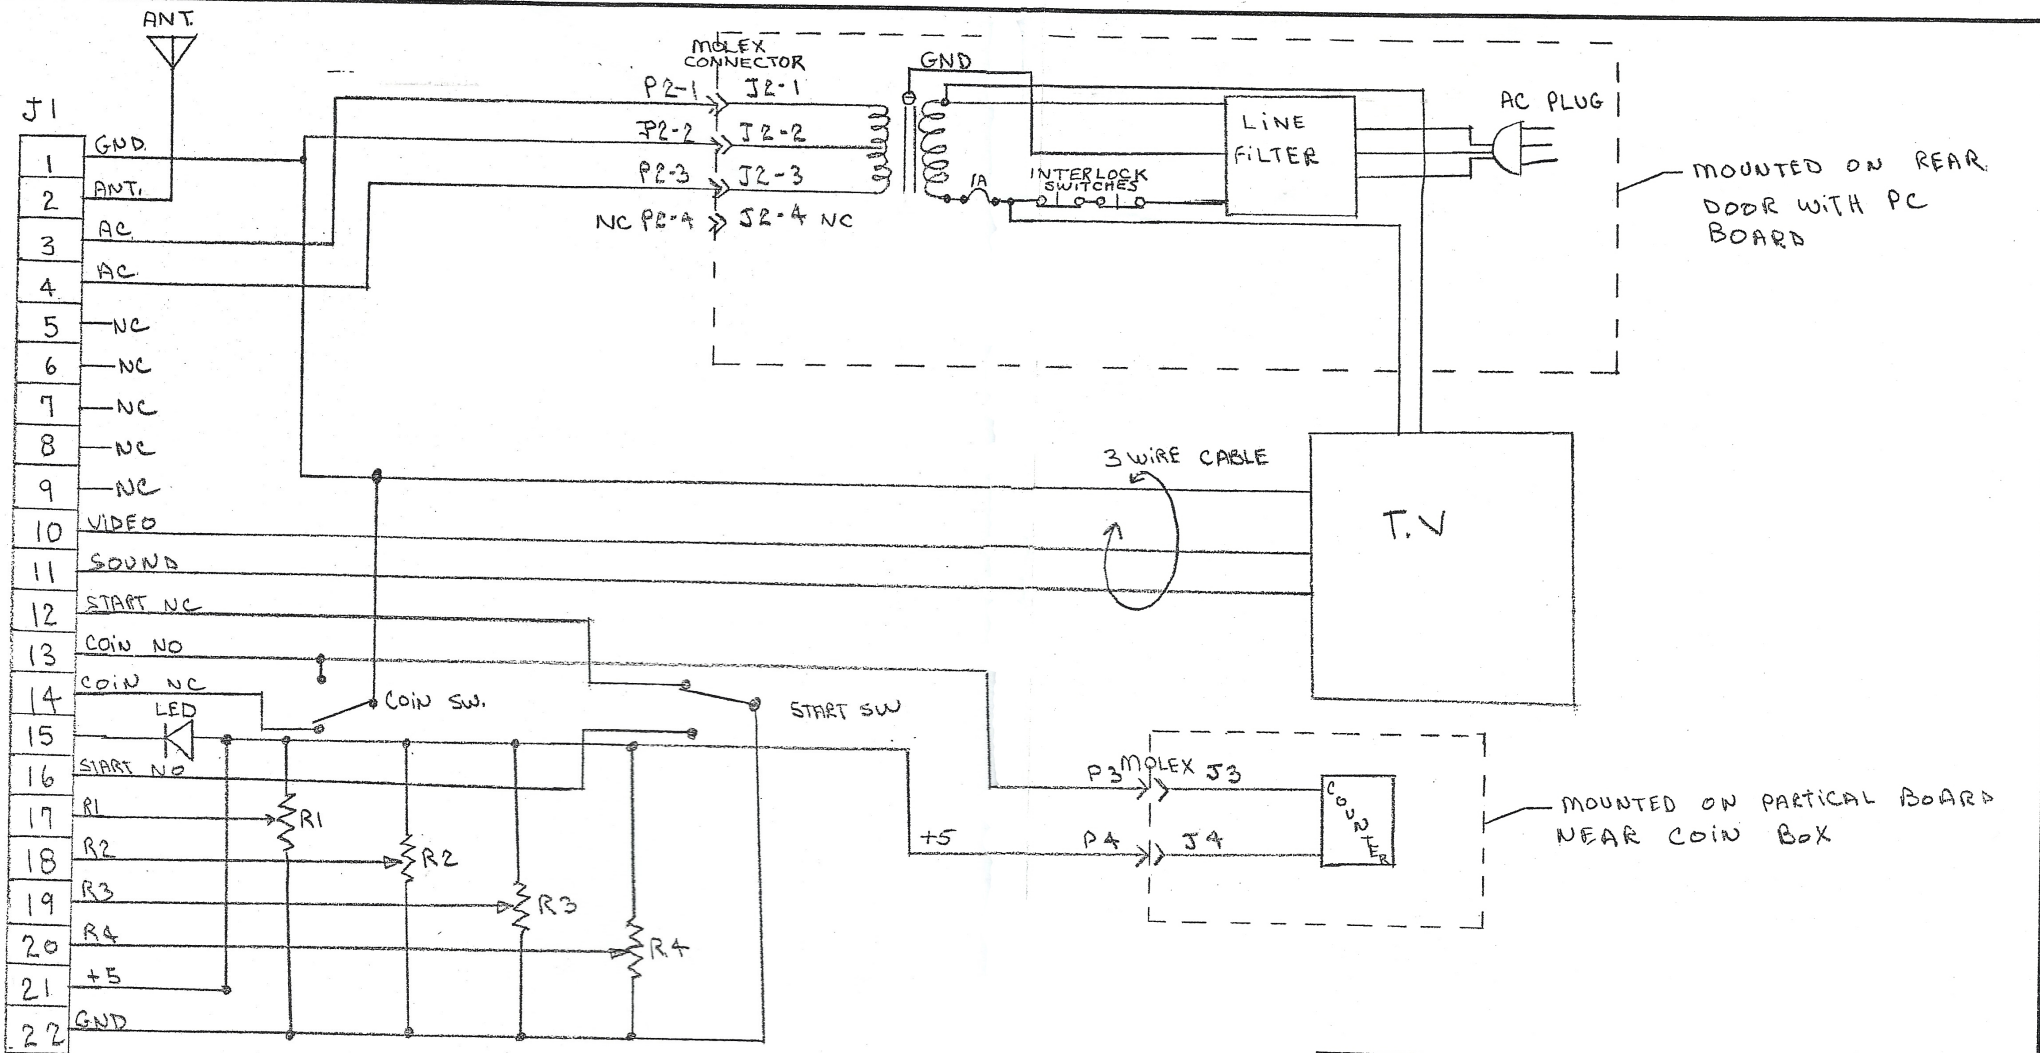 ANT.
J1
1 GND.
2 ANT.
3 AC
4 AC
5 NC
6 NC
7 NC
8 NC
9 NC
10 VIDEO
11 SOUND
12 START NC
13 COIN NO
14 COIN NC
LED
15
16 START NO
17 R1
18 R2
19 R3
20 R4
21 +5
22 GND
R1
R2
R3
R4
COIN SW.
START SW
MOLEX
CONNECTOR
P2-1 J2-1
P2-2 J2-2
P2-3 J2-3
NC P2-4 J2-4 NC
GND
1A
INTERLOCK
SWITCHES
LINE
FILTER
AC PLUG
MOUNTED ON REAR
DOOR WITH PC
BOARD
3 WIRE CABLE
T.V
P3 MOLEX J3
+5 P4 J4
COUNTER
MOUNTED ON PARTICAL BOARD
NEAR COIN BOX